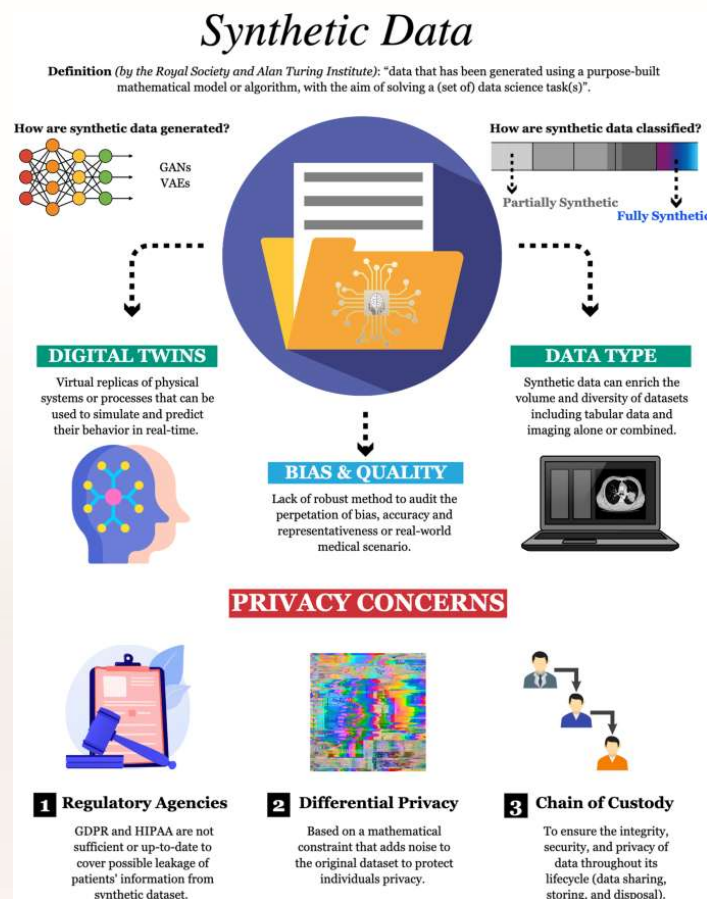 Synthetic Data
Definition (by the Royal Society and Alan Turing Institute): “data that has been generated using a purpose-built
mathematical model or algorithm, with the aim of solving a (set of) data science task(s)”.
How are synthetic data generated?
GANs
VAEs
How are synthetic data classified?
Partially Synthetic
Fully Synthetic
DIGITAL TWINS
Virtual replicas of physical
systems or processes that can be
used to simulate and predict
their behavior in real-time.
BIAS & QUALITY
Lack of robust method to audit the
perpetation of bias, accuracy and
representativeness or real-world
medical scenario.
DATA TYPE
Synthetic data can enrich the
volume and diversity of datasets
including tabular data and
imaging alone or combined.
PRIVACY CONCERNS
1 Regulatory Agencies
GDPR and HIPAA are not
sufficient or up-to-date to
cover possible leakage of
patients' information from
synthetic dataset.
2 Differential Privacy
Based on a mathematical
constraint that adds noise to
the original dataset to protect
individuals privacy.
3 Chain of Custody
To ensure the integrity,
security, and privacy of
data throughout its
lifecycle (data sharing,
storing, and disposal).